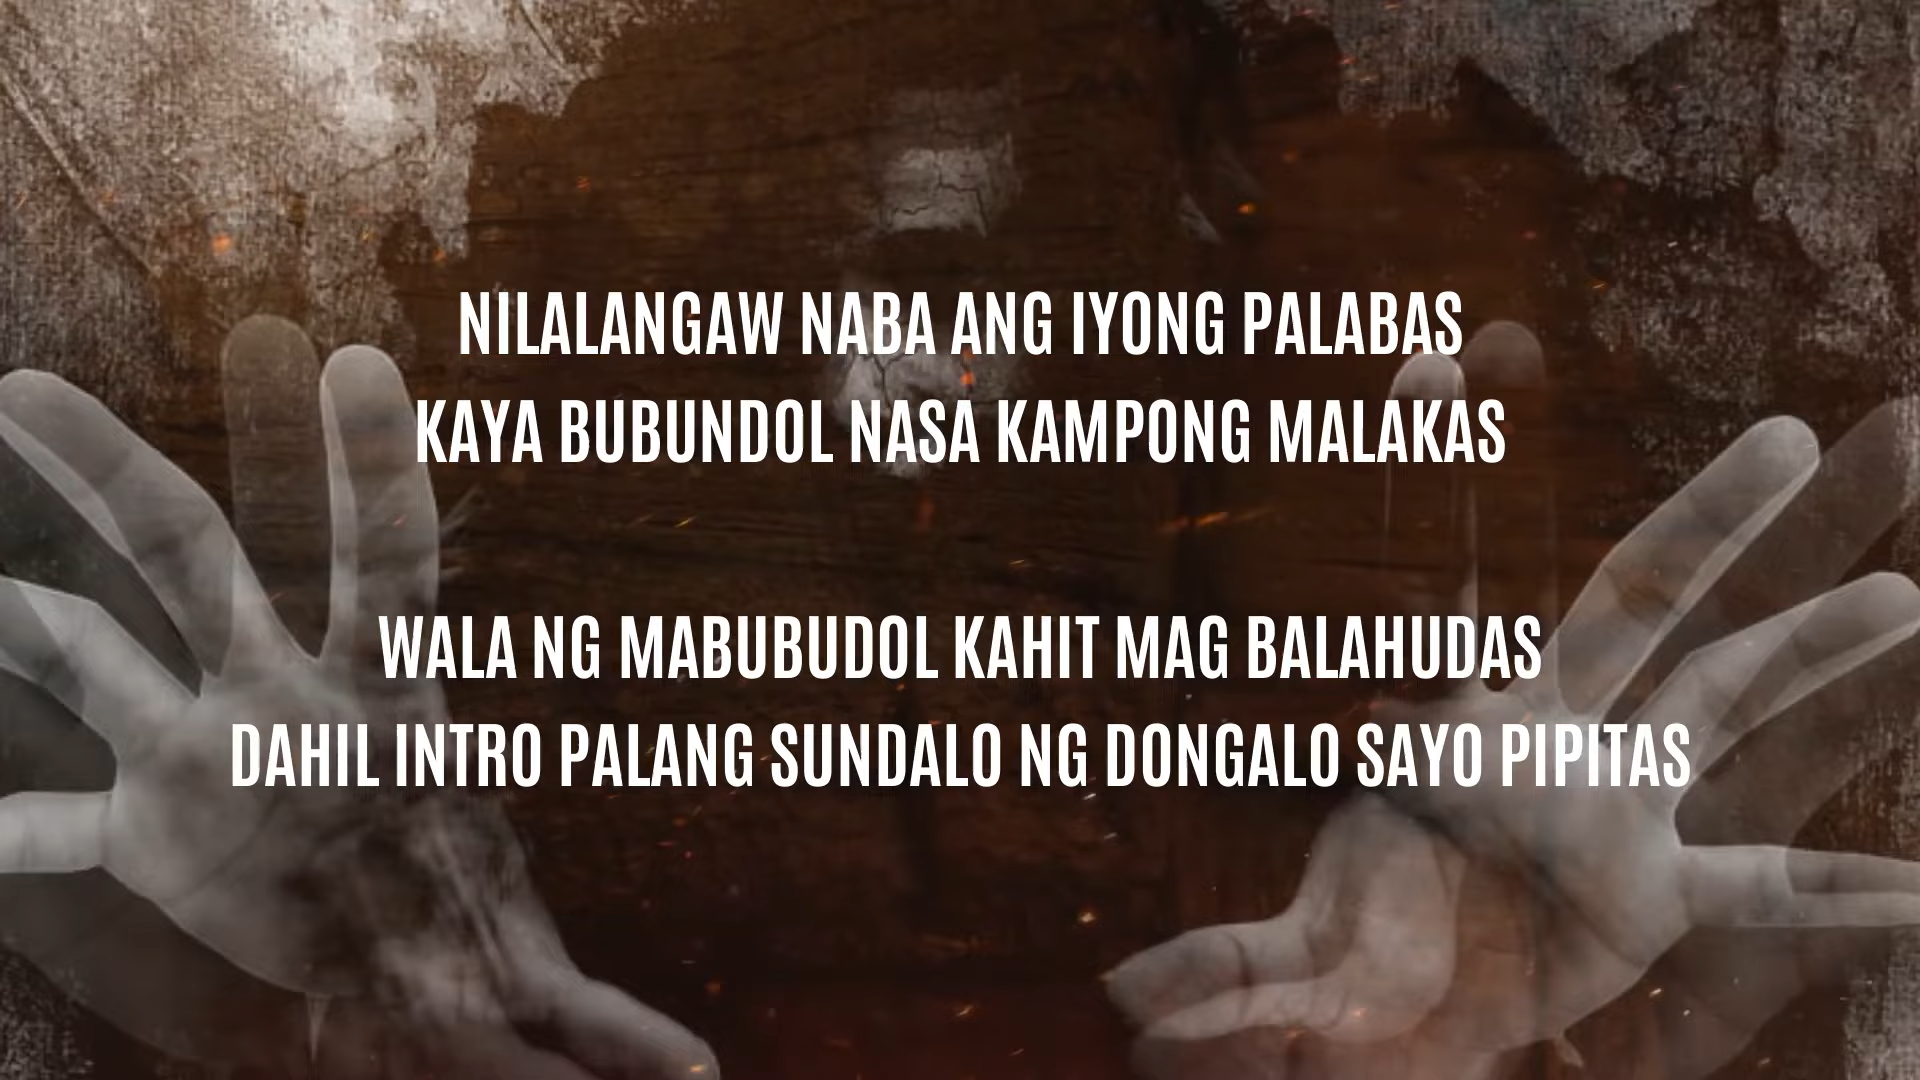 NILALANGAW NABA ANG IYONG PALABAS
KAYA BUBUNDOL NASA KAMPONG MALAKAS
WALA NG MABUBUDOL KAHIT MAG BALAHUDAS
DAHIL INTRO PALANG SUNDALO NG DONGALO SAYO PIPITAS